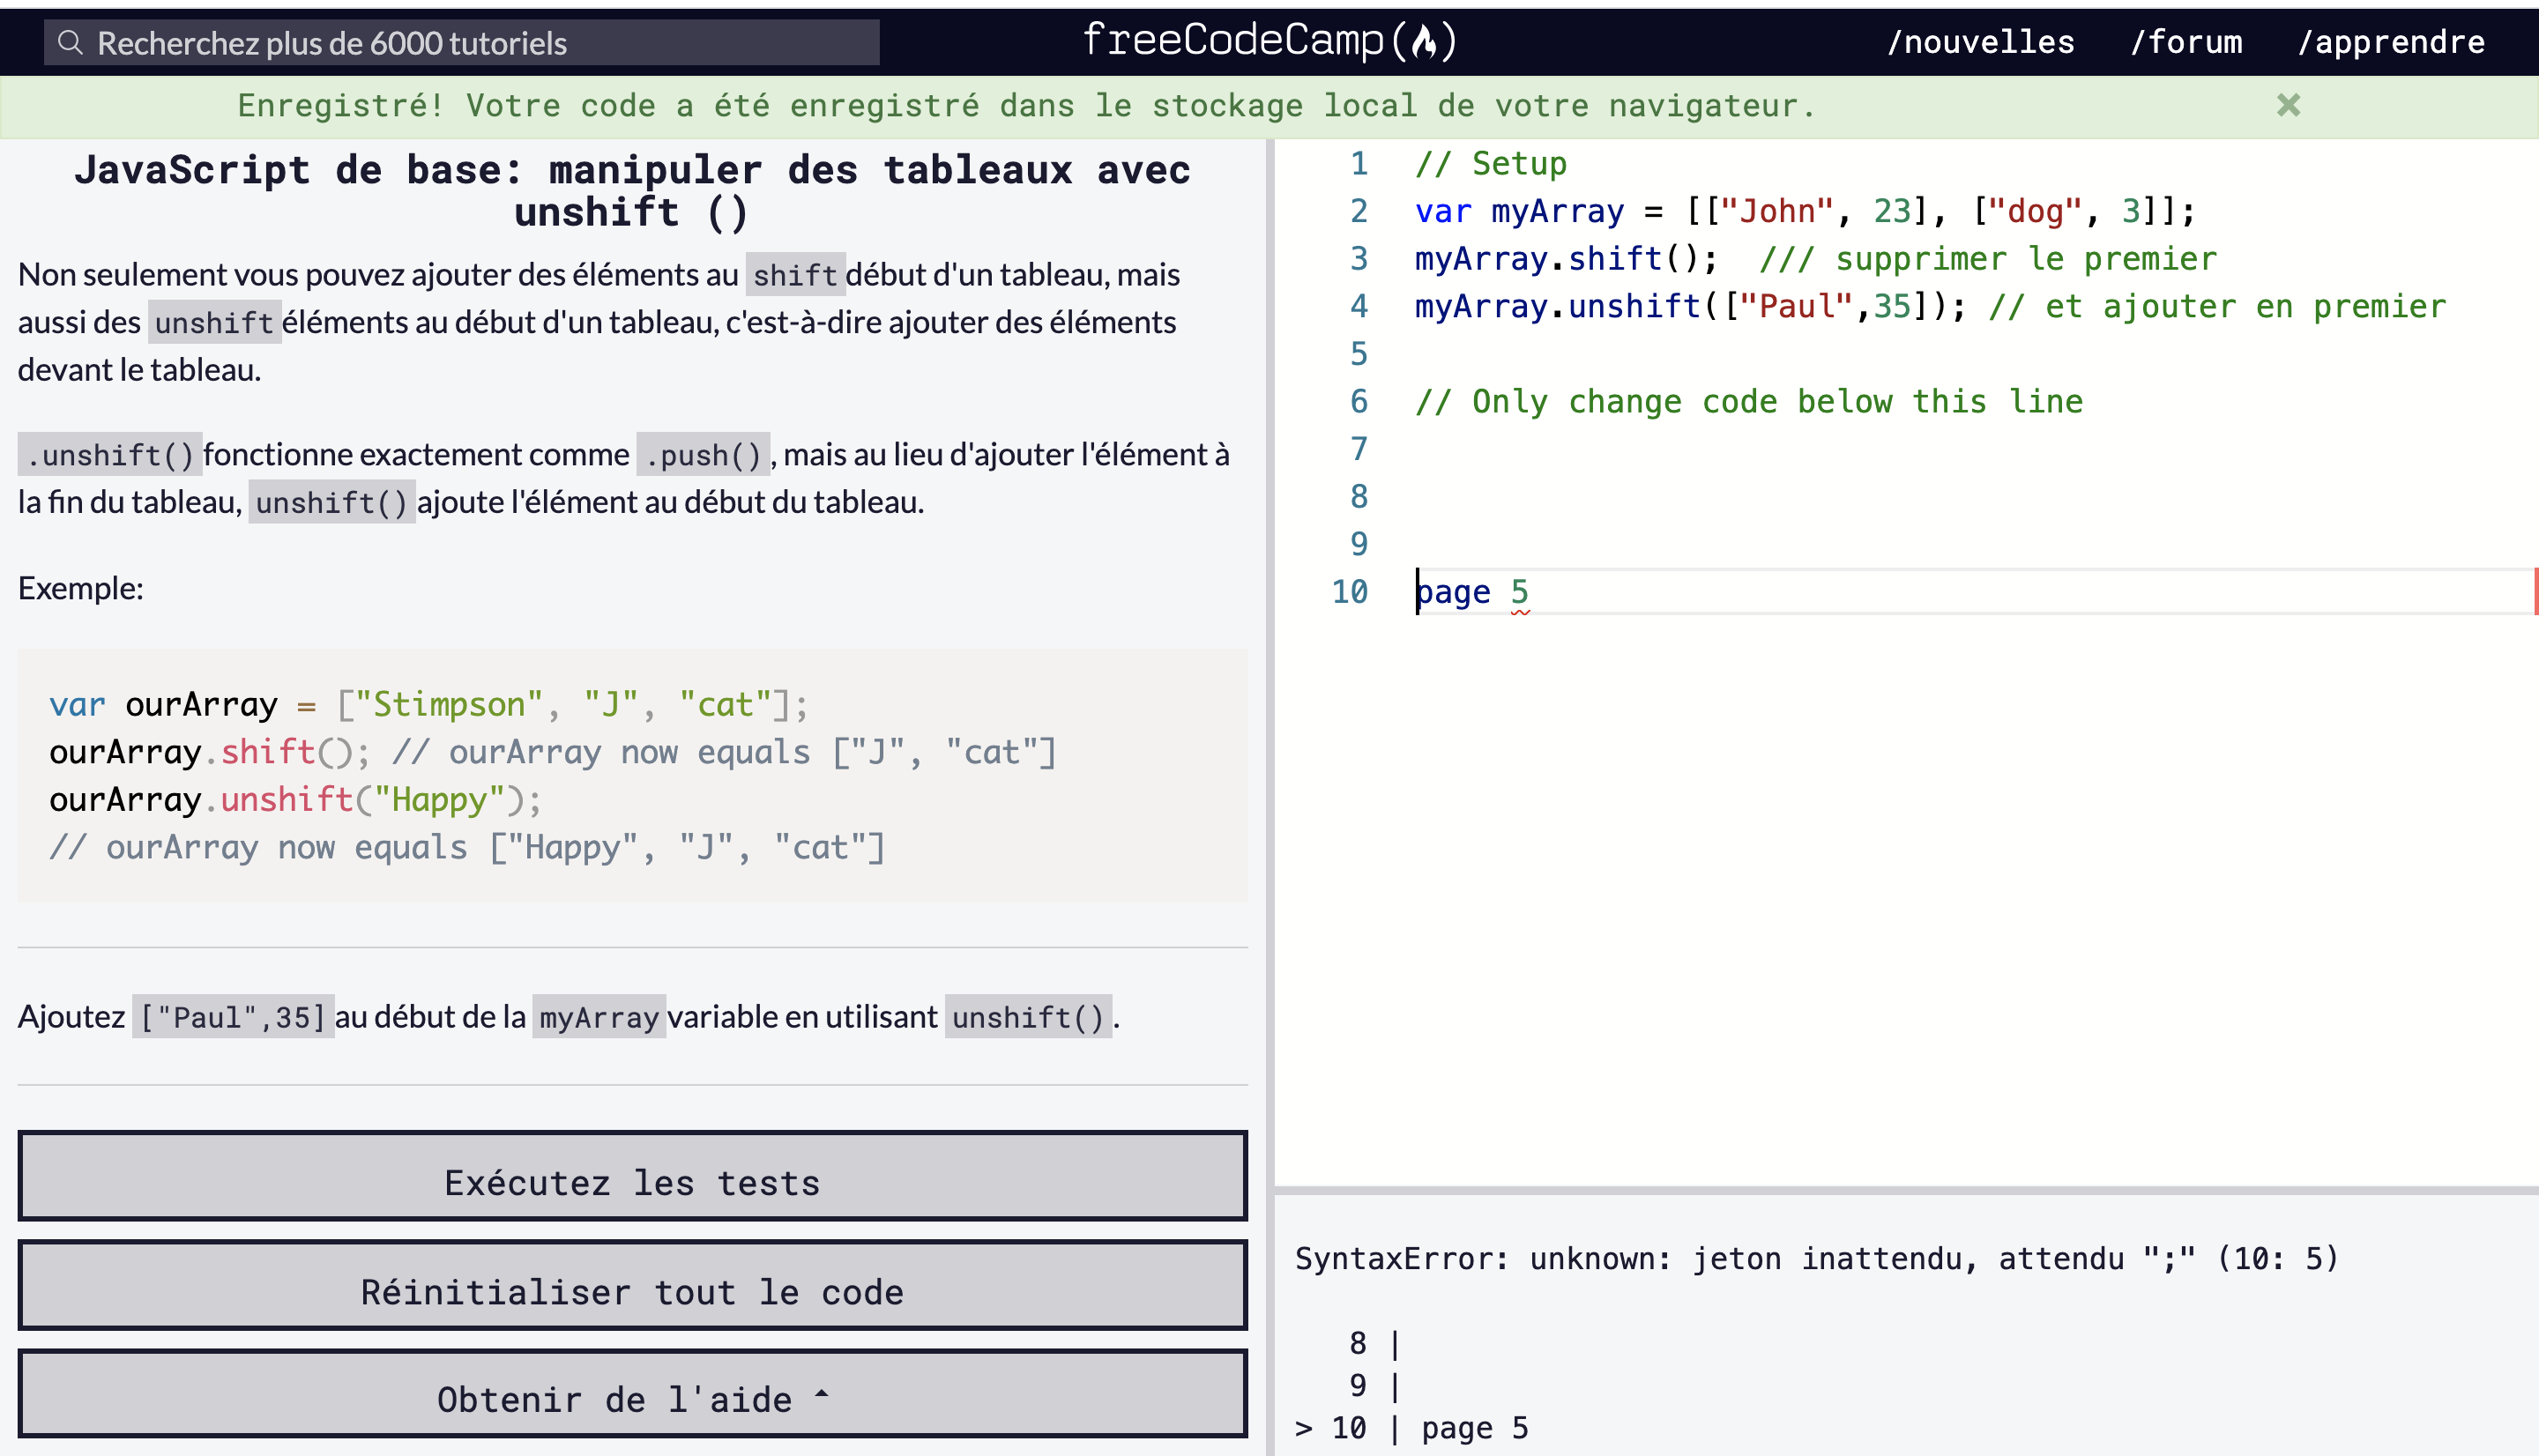 Recherchez plus de 6000 tutoriels
freeCodeCamp(🔥)
/nouvelles /forum /apprendre
Enregistré! Votre code a été enregistré dans le stockage local de votre navigateur. ×
JavaScript de base: manipuler des tableaux avec
unshift ()
Non seulement vous pouvez ajouter des éléments au shift début d'un tableau, mais
aussi des unshift éléments au début d'un tableau, c'est-à-dire ajouter des éléments
devant le tableau.
.unshift() fonctionne exactement comme .push(), mais au lieu d'ajouter l'élément à
la fin du tableau, unshift() ajoute l'élément au début du tableau.
Exemple:
var ourArray = ["Stimpson", "J", "cat"];
ourArray.shift(); // ourArray now equals ["J", "cat"]
ourArray.unshift("Happy");
// ourArray now equals ["Happy", "J", "cat"]
Ajoutez ["Paul",35] au début de la myArray variable en utilisant unshift().
Exécutez les tests
Réinitialiser tout le code
Obtenir de l'aide
1 // Setup
2 var myArray = [["John", 23], ["dog", 3]];
3 myArray.shift();  /// supprimer le premier
4 myArray.unshift(["Paul",35]); // et ajouter en premier
5
6 // Only change code below this line
7
8
9
10 page 5
SyntaxError: unknown: jeton inattendu, attendu ";" (10: 5)
8 |
9 |
> 10 | page 5